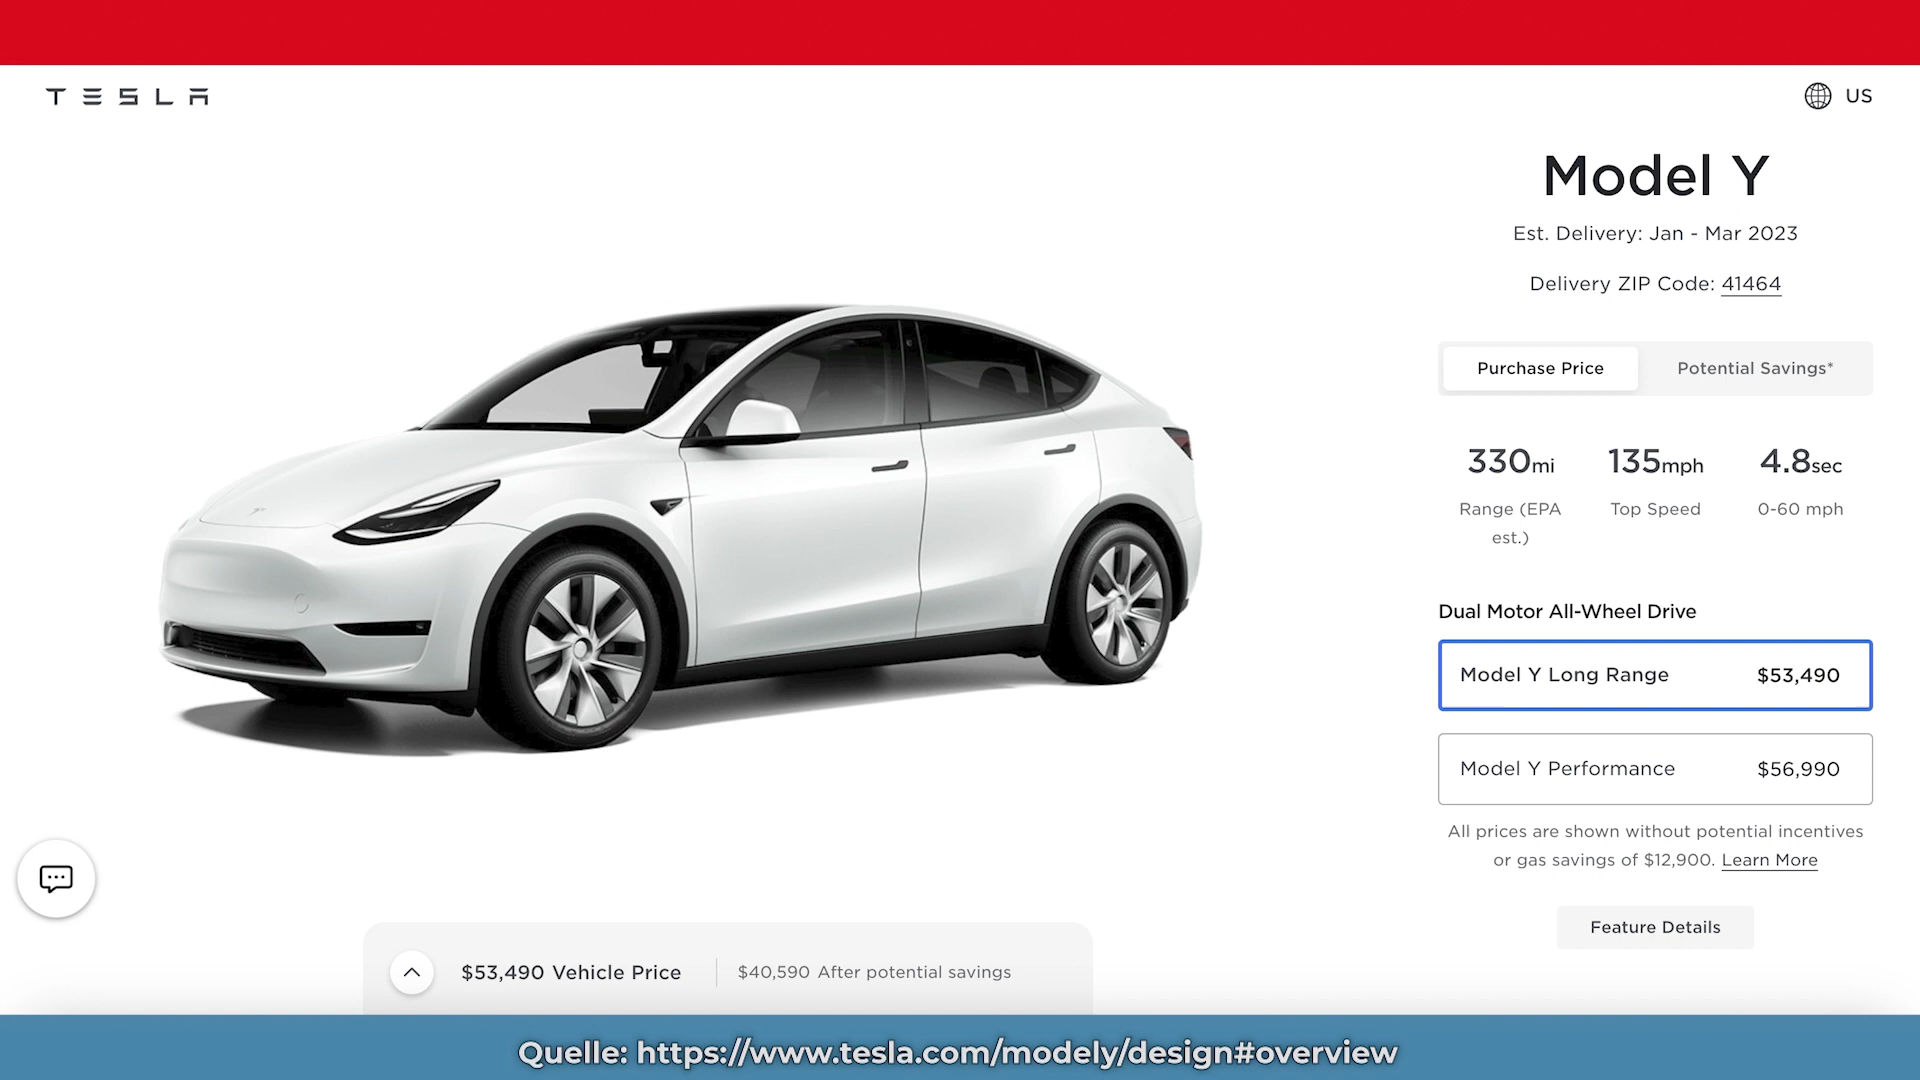 TESLA
US
Model Y
Est. Delivery: Jan - Mar 2023
Delivery ZIP Code: 41464
Purchase Price
Potential Savings*
330mi
135mph
4.8sec
Range (EPA
est.)
Top Speed
0-60 mph
Dual Motor All-Wheel Drive
Model Y Long Range
$53,490
Model Y Performance
$56,990
All prices are shown without potential incentives
or gas savings of $12,900. Learn More
Feature Details
$53,490 Vehicle Price
$40,590 After potential savings
Quelle: https://www.tesla.com/modely/design#overview